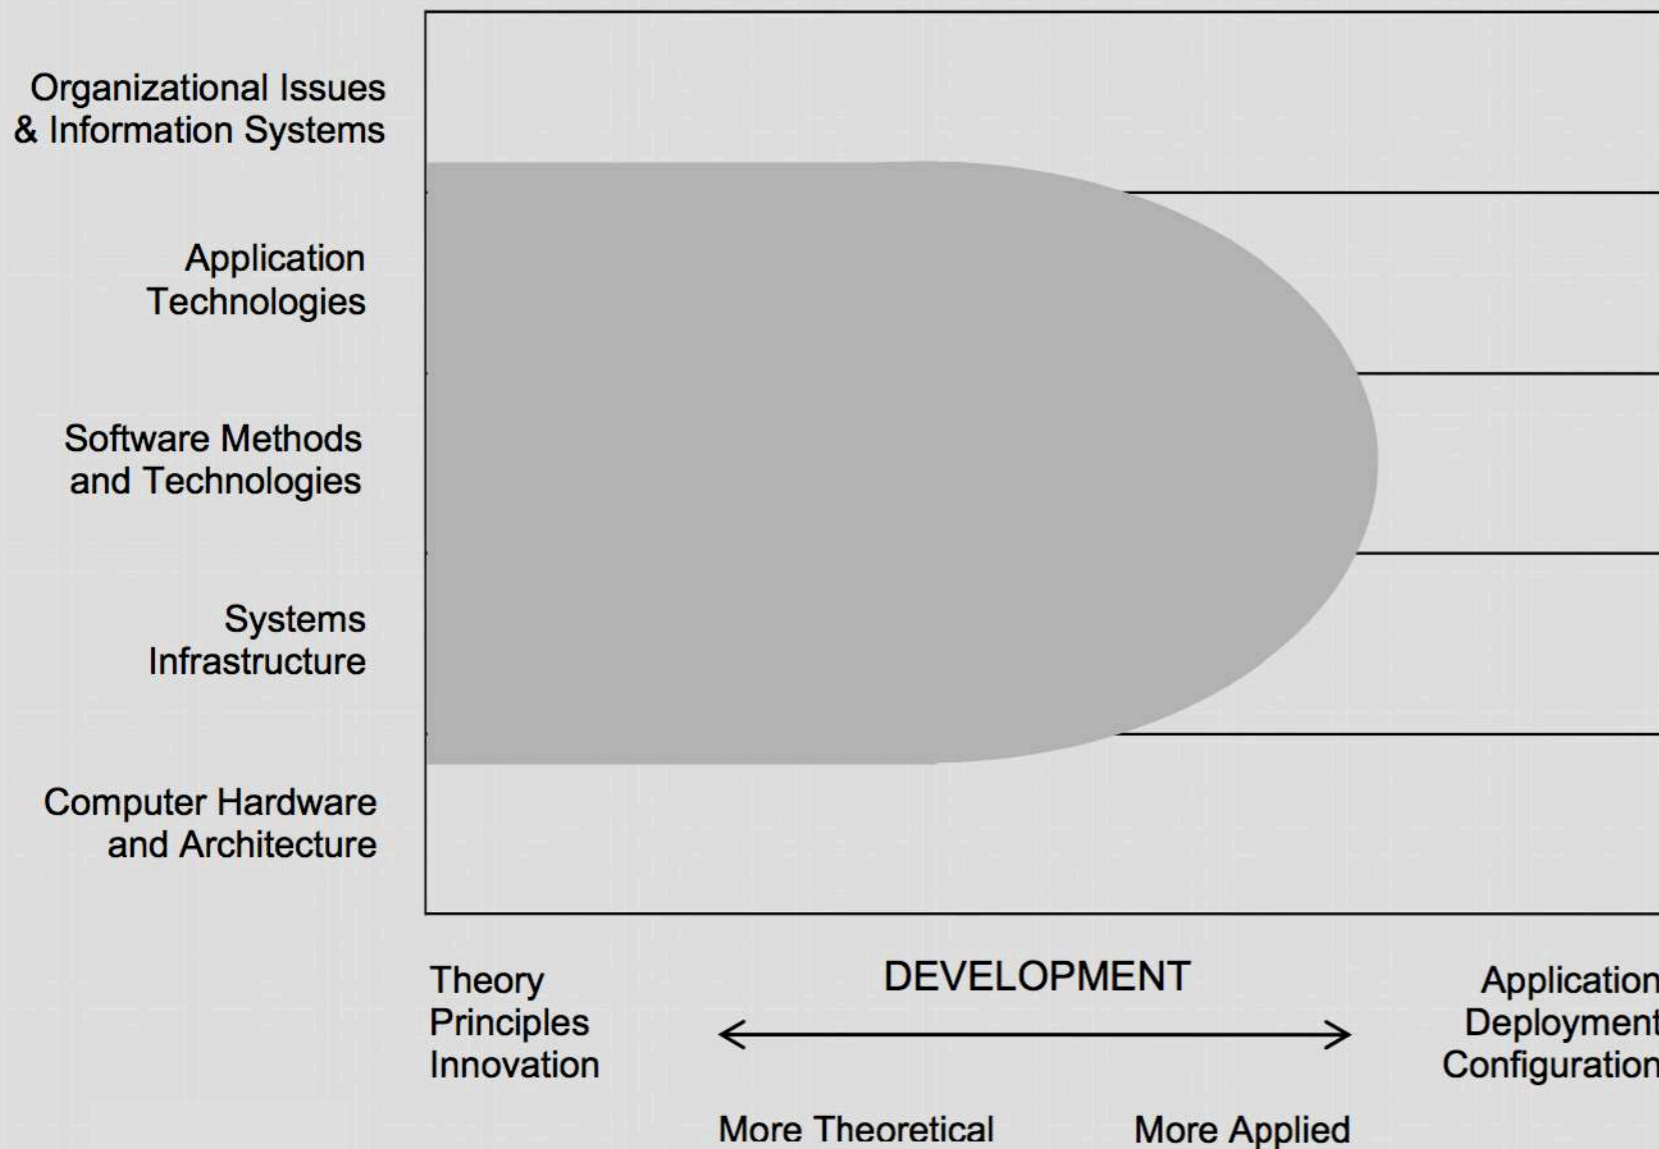 Organizational Issues
& Information Systems
Application
Technologies
Software Methods
and Technologies
Systems
Infrastructure
Computer Hardware
and Architecture
Theory
Principles
Innovation
DEVELOPMENT
Application
Deployment
Configuration
More Theoretical
More Applied